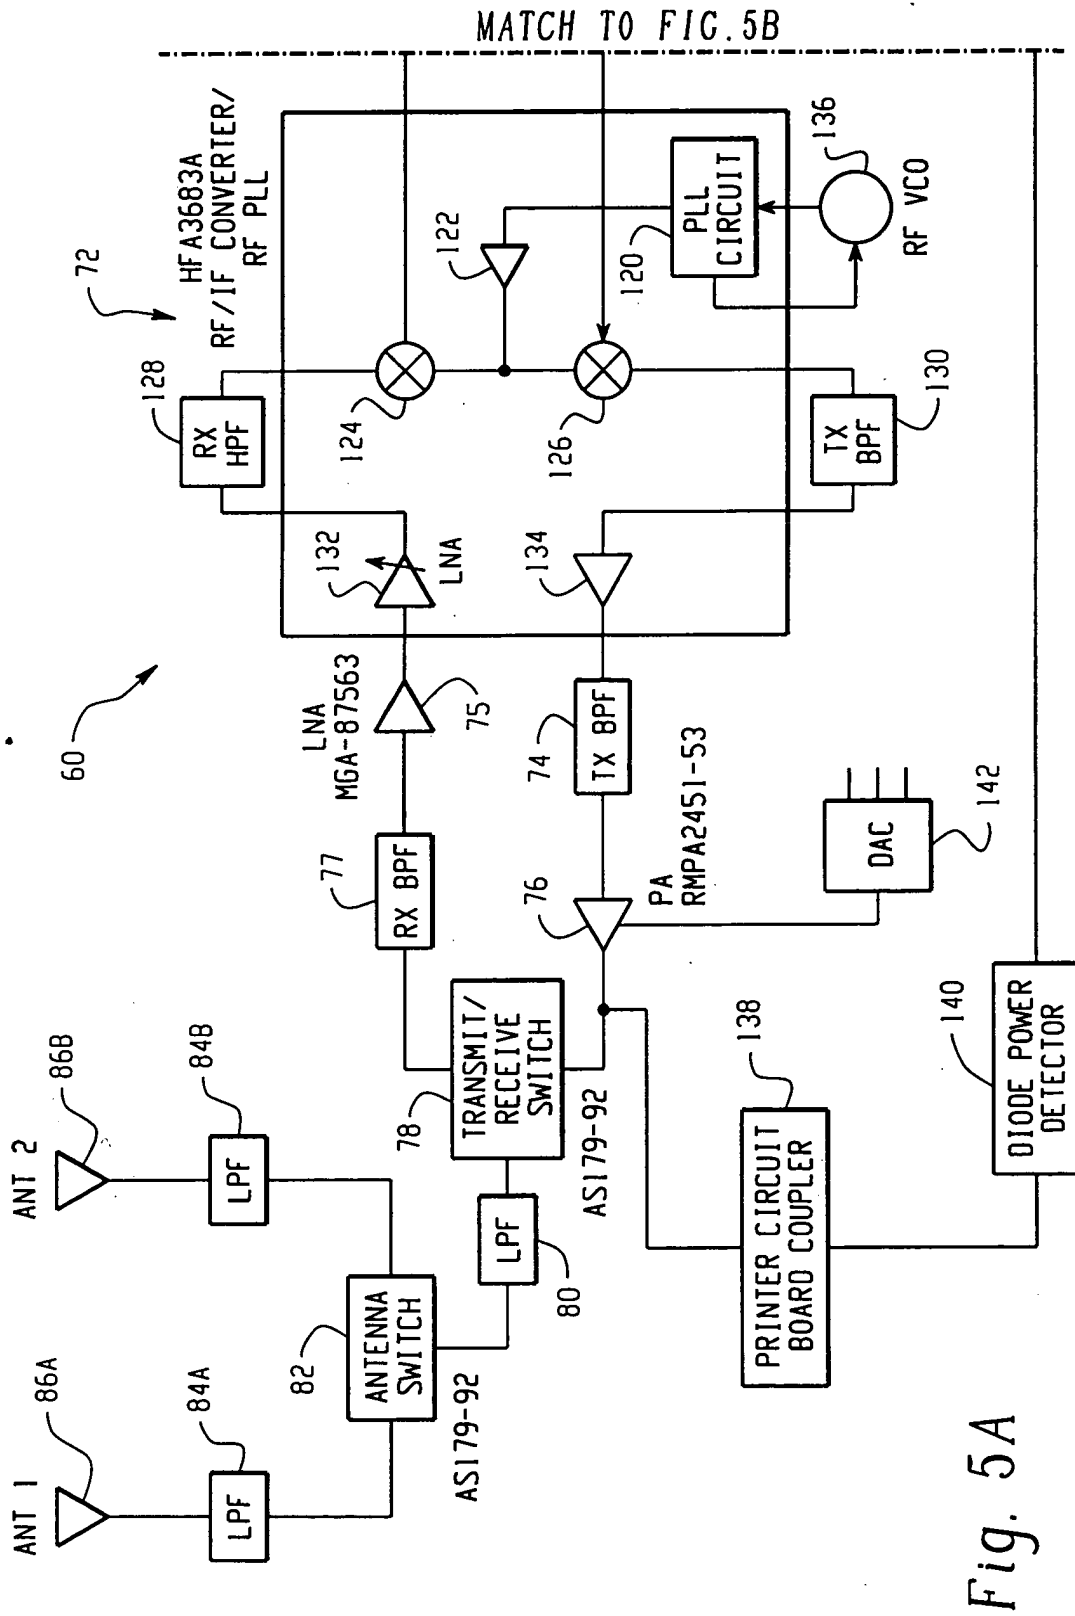 ANT 1
86A
84A
LPF
ANT 2
86B
84B
LPF
82
ANTENNA
SWITCH
AS179-92
LPF
80
78
TRANSMIT/
RECEIVE
SWITCH
AS179-92
77
RX BPF
LNA
MGA-87563
75
60
72
HFA3683A
RF/IF CONVERTER/
RF PLL
128
RX
HPF
132
LNA
124
122
126
134
120
PLL
CIRCUIT
136
RF VCO
TX
BPF
130
74
TX BPF
76
PA
RMPA2451-53
DAC
142
138
PRINTER CIRCUIT
BOARD COUPLER
140
DIODE POWER
DETECTOR
MATCH TO FIG.5B
Fig. 5A